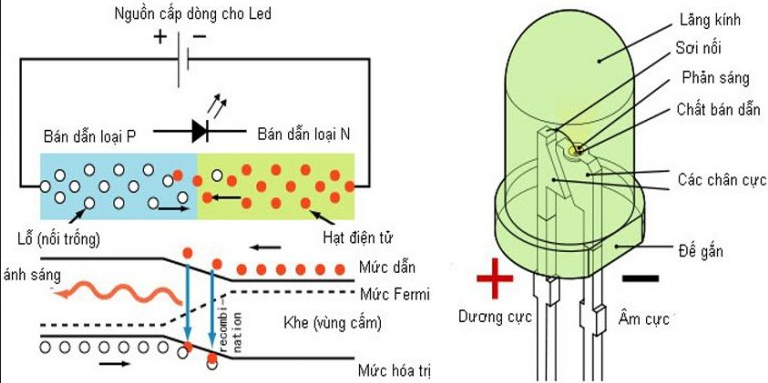 Nguồn cấp dòng cho Led
+ −
Bán dẫn loại P
Bán dẫn loại N
Lỗ (nối trống)
Hạt điện tử
ánh sáng
Mức dẫn
Mức Fermi
Khe (vùng cấm)
recombi
nation
Mức hóa trị
Lăng kính
Sợi nối
Phản sáng
Chất bán dẫn
Các chân cực
Đế gắn
+ −
Dương cực
Âm cực